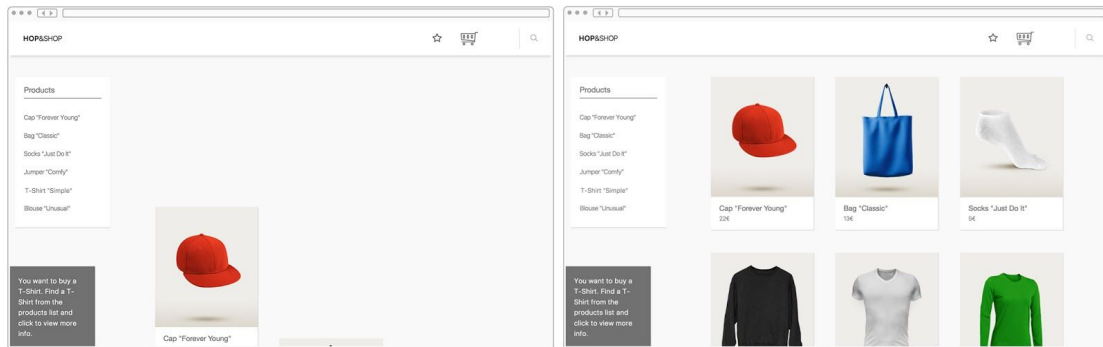 HOP&SHOP
Products
Cap "Forever Young"
Bag "Classic"
Socks "Just Do It"
Jumper "Comfy"
T-Shirt "Simple"
Blouse "Unusual"
You want to buy a
T-Shirt. Find a T-
Shirt from the
products list and
click to view more
info.
Cap "Forever Young"
HOP&SHOP
Products
Cap "Forever Young"
Bag "Classic"
Socks "Just Do It"
Jumper "Comfy"
T-Shirt "Simple"
Blouse "Unusual"
You want to buy a
T-Shirt. Find a T-
Shirt from the
products list and
click to view more
info.
Cap "Forever Young"
22€
Bag "Classic"
13€
Socks "Just Do It"
5€